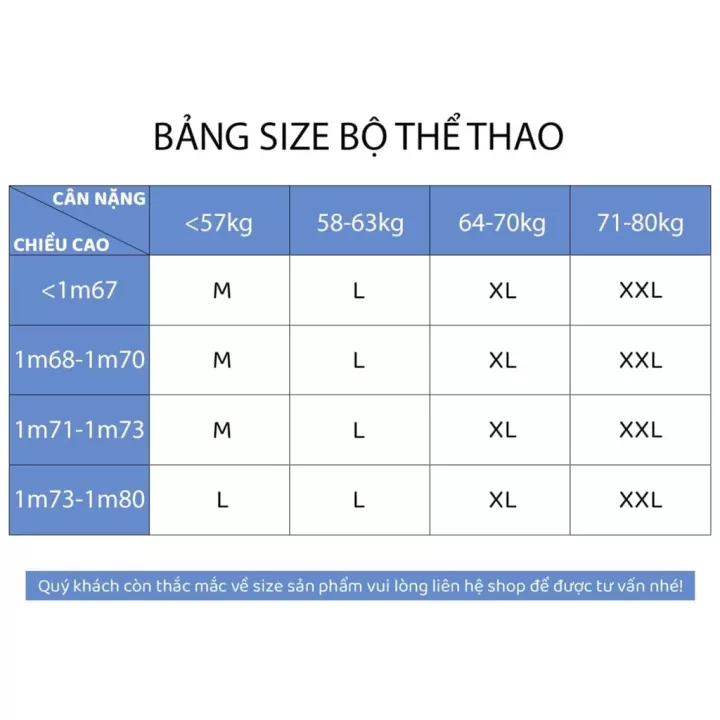 BẢNG SIZE BỘ THỂ THAO
CÂN NẶNG
CHIỀU CAO
<57kg 58-63kg 64-70kg 71-80kg
<1m67 M L XL XXL
1m68-1m70 M L XL XXL
1m71-1m73 M L XL XXL
1m73-1m80 L L XL XXL
Quý khách còn thắc mắc về size sản phẩm vui lòng liên hệ shop để được tư vấn nhé!